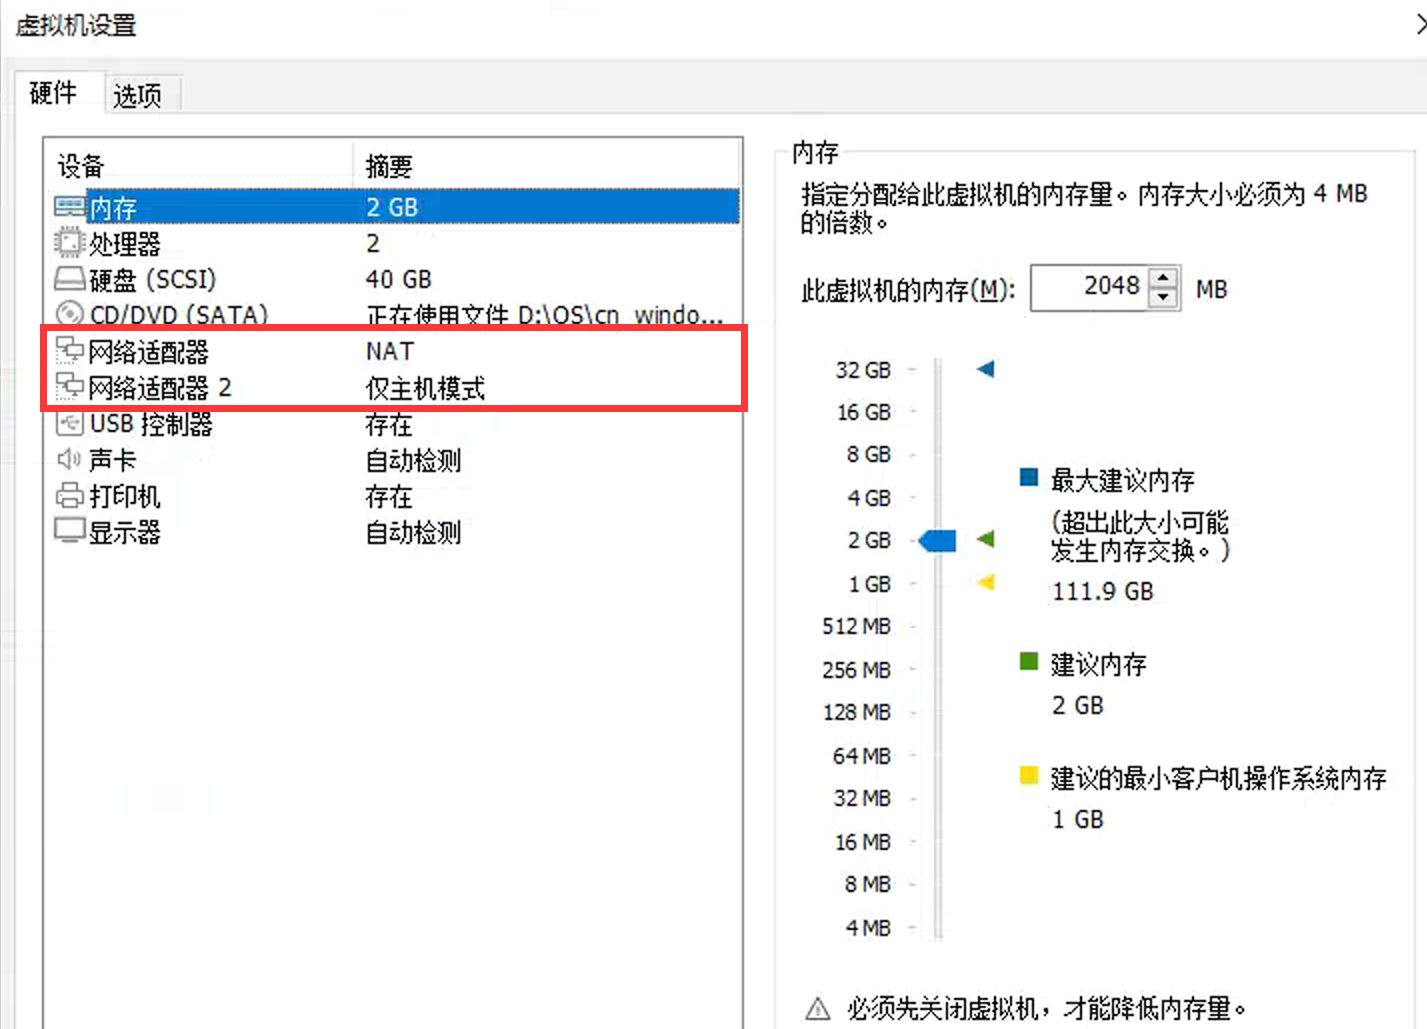 虚拟机设置
硬件 选项
设备 摘要
内存 2 GB
处理器 2
硬盘 (SCSI) 40 GB
CD/DVD (SATA) 正在使用文件 D:\OS\cn_windo...
网络适配器 NAT
网络适配器 2 仅主机模式
USB 控制器 存在
声卡 自动检测
打印机 存在
显示器 自动检测
内存
指定分配给此虚拟机的内存量。内存大小必须为 4 MB
的倍数。
此虚拟机的内存(M): 2048 MB
32 GB
16 GB
8 GB
4 GB
2 GB
1 GB
512 MB
256 MB
128 MB
64 MB
32 MB
16 MB
8 MB
4 MB
最大建议内存
(超出此大小可能
发生内存交换。)
111.9 GB
建议内存
2 GB
建议的最小客户机操作系统内存
1 GB
必须先关闭虚拟机，才能降低内存量。